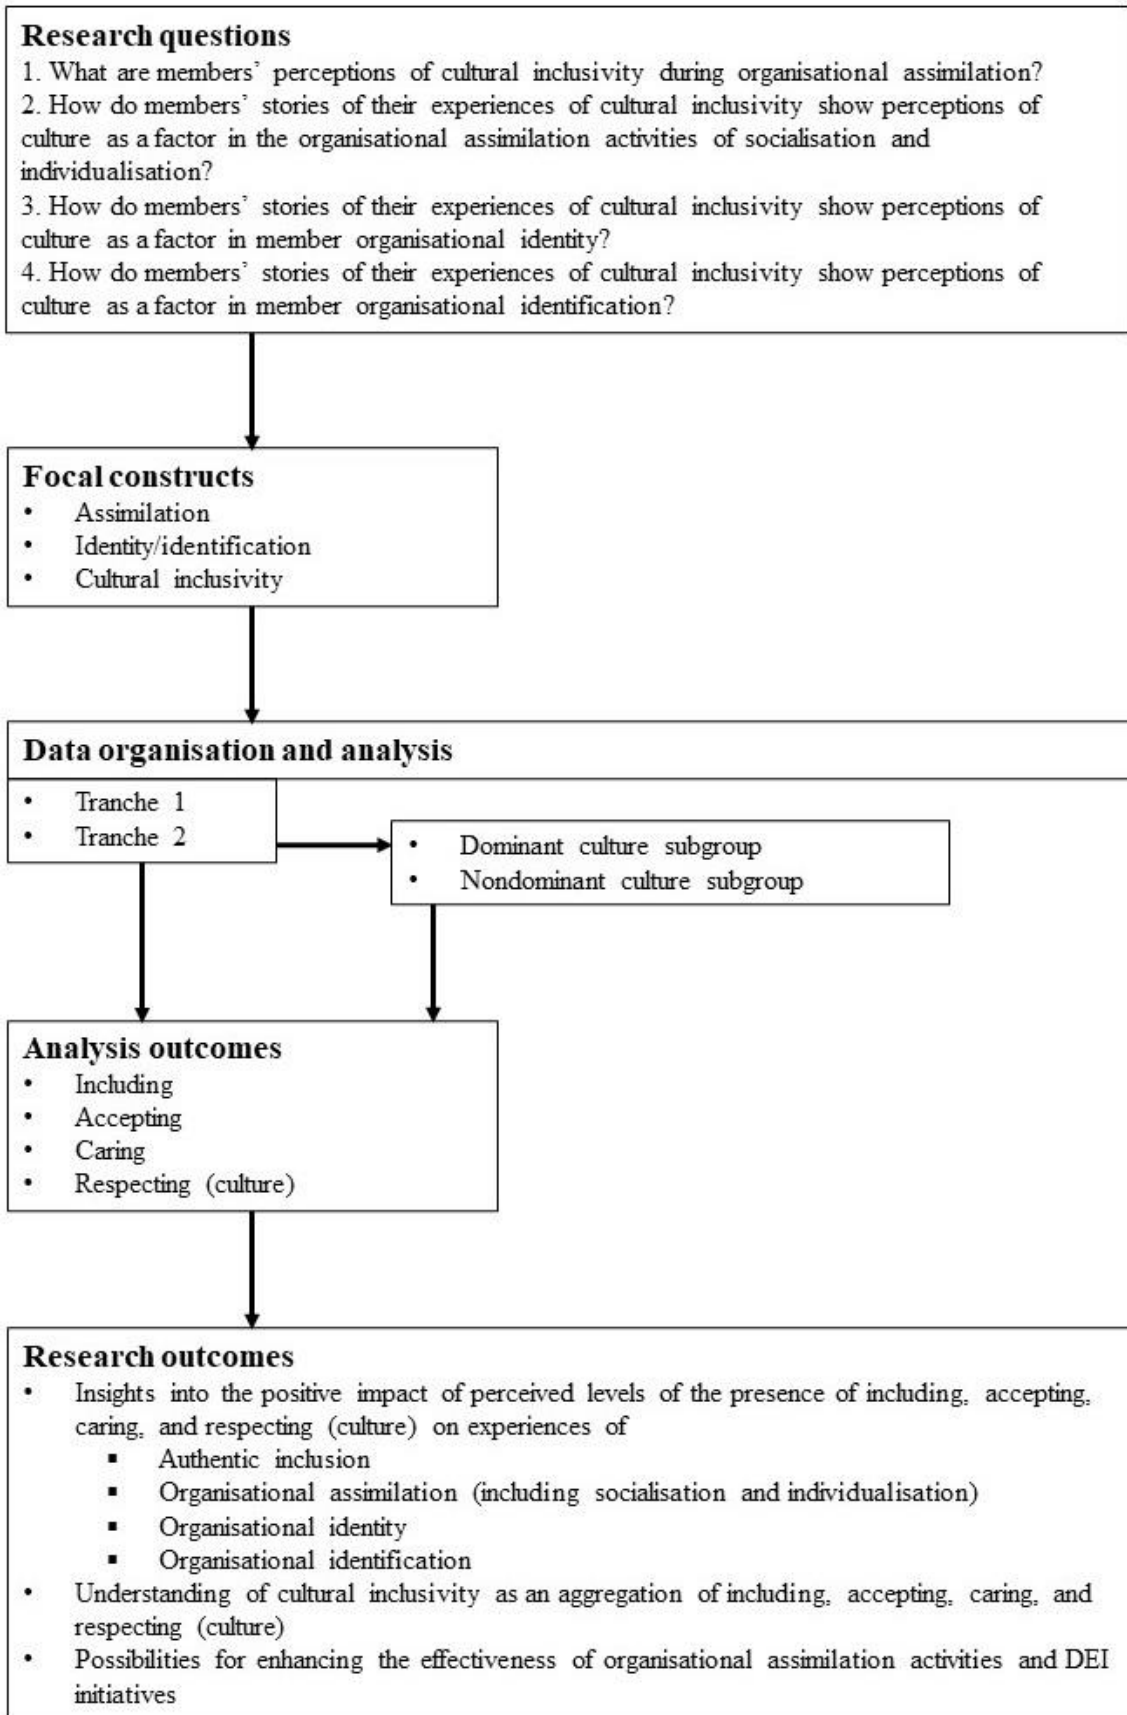 Research questions
1. What are members' perceptions of cultural inclusivity during organisational assimilation?
2. How do members' stories of their experiences of cultural inclusivity show perceptions of
culture as a factor in the organisational assimilation activities of socialisation and
individualisation?
3. How do members' stories of their experiences of cultural inclusivity show perceptions of
culture as a factor in member organisational identity?
4. How do members' stories of their experiences of cultural inclusivity show perceptions of
culture as a factor in member organisational identification?
Focal constructs
• Assimilation
• Identity/identification
• Cultural inclusivity
Data organisation and analysis
• Tranche 1
• Tranche 2
• Dominant culture subgroup
• Nondominant culture subgroup
Analysis outcomes
• Including
• Accepting
• Caring
• Respecting (culture)
Research outcomes
• Insights into the positive impact of perceived levels of the presence of including, accepting,
caring, and respecting (culture) on experiences of
▪ Authentic inclusion
▪ Organisational assimilation (including socialisation and individualisation)
▪ Organisational identity
▪ Organisational identification
• Understanding of cultural inclusivity as an aggregation of including, accepting, caring, and
respecting (culture)
• Possibilities for enhancing the effectiveness of organisational assimilation activities and DEI
initiatives